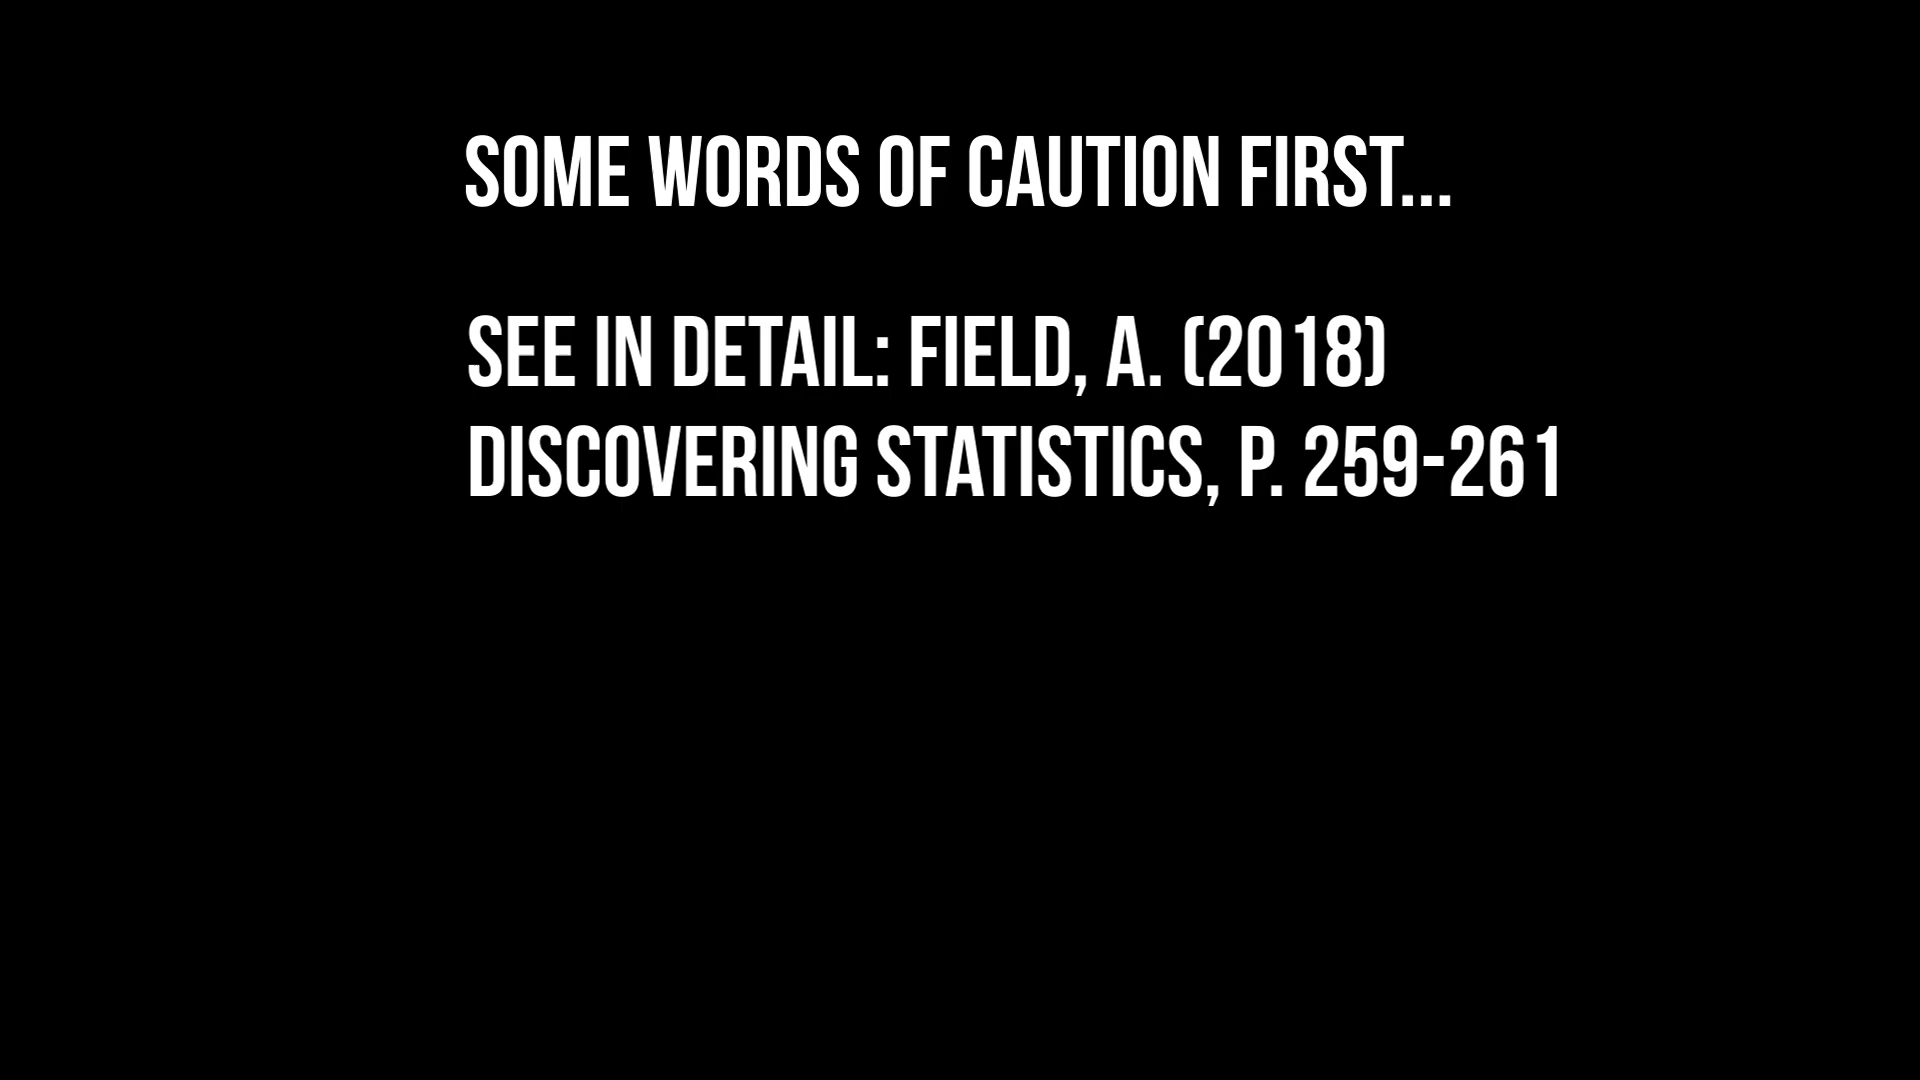 SOME WORDS OF CAUTION FIRST...
SEE IN DETAIL: FIELD, A. (2018)
DISCOVERING STATISTICS, P. 259-261